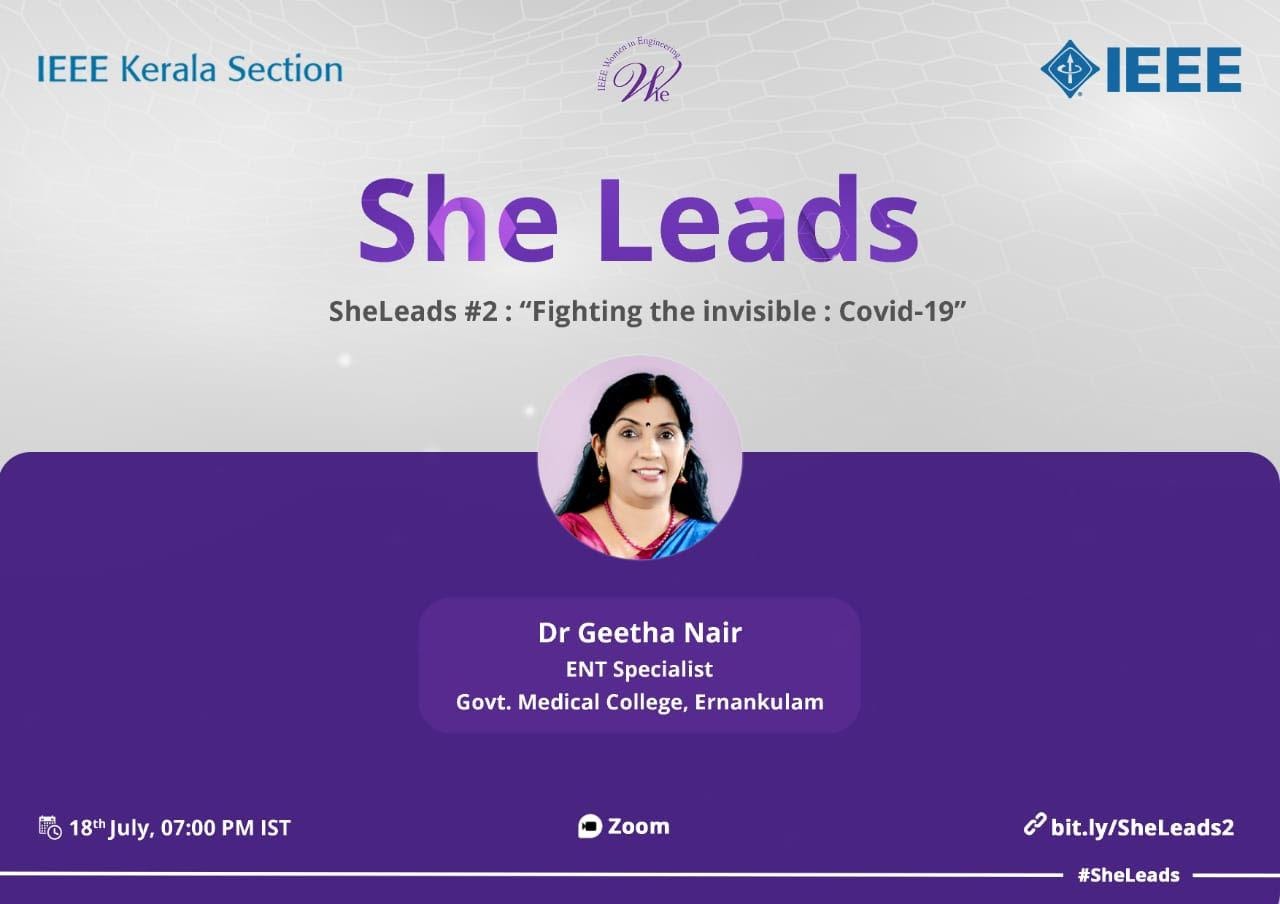 IEEE Kerala Section
IEEE Women in Engineering
Wie
IEEE
She Leads
SheLeads #2 : “Fighting the invisible : Covid-19”
Dr Geetha Nair
ENT Specialist
Govt. Medical College, Ernankulam
18th July, 07:00 PM IST
Zoom
bit.ly/SheLeads2
#SheLeads